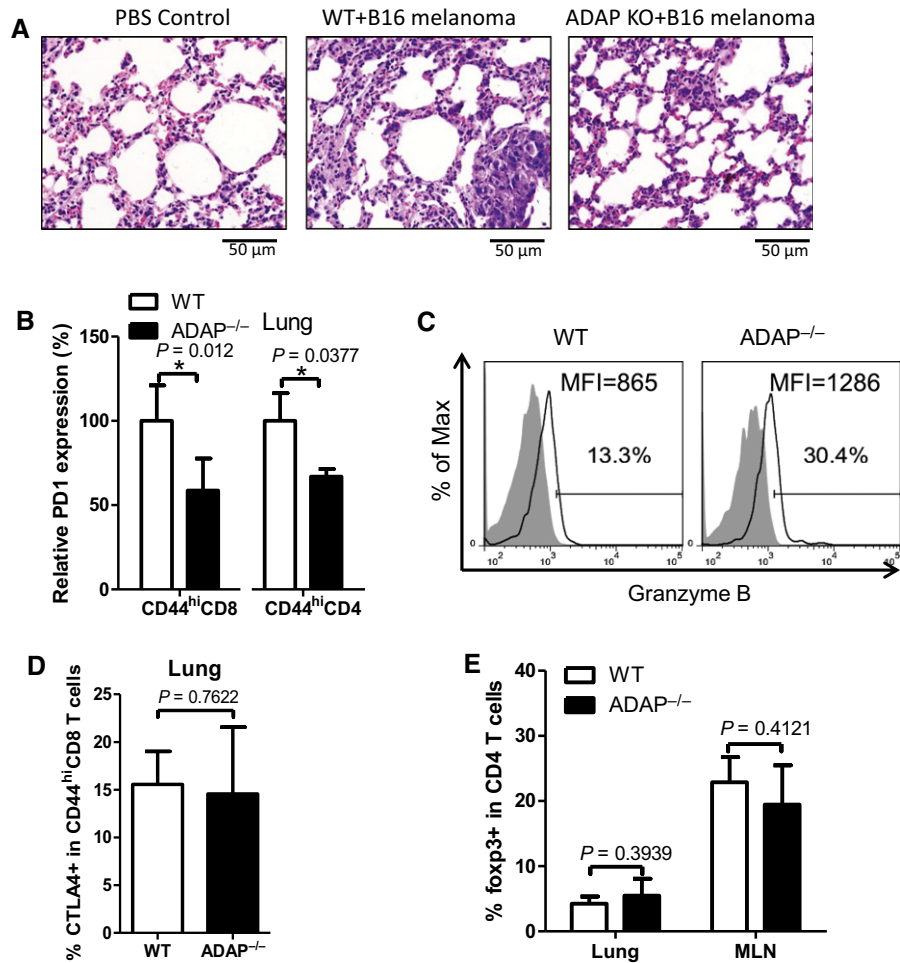 A
PBS Control
WT+B16 melanoma
ADAP KO+B16 melanoma
50 µm
50 µm
50 µm
B
WT
ADAP–/–
Lung
P = 0.012
P = 0.0377
*
*
Relative PD1 expression (%)
150
100
50
0
CD44hiCD8
CD44hiCD4
C
WT
ADAP–/–
MFI=865
MFI=1286
13.3%
30.4%
% of Max
0
10²
10³
10⁴
10⁵
0
10²
10³
10⁴
10⁵
Granzyme B
D
Lung
P = 0.7622
% CTLA4+ in CD44hiCD8 T cells
25
20
15
10
5
0
WT
ADAP–/–
E
WT
ADAP–/–
P = 0.4121
P = 0.3939
% foxp3+ in CD4 T cells
40
30
20
10
0
Lung
MLN